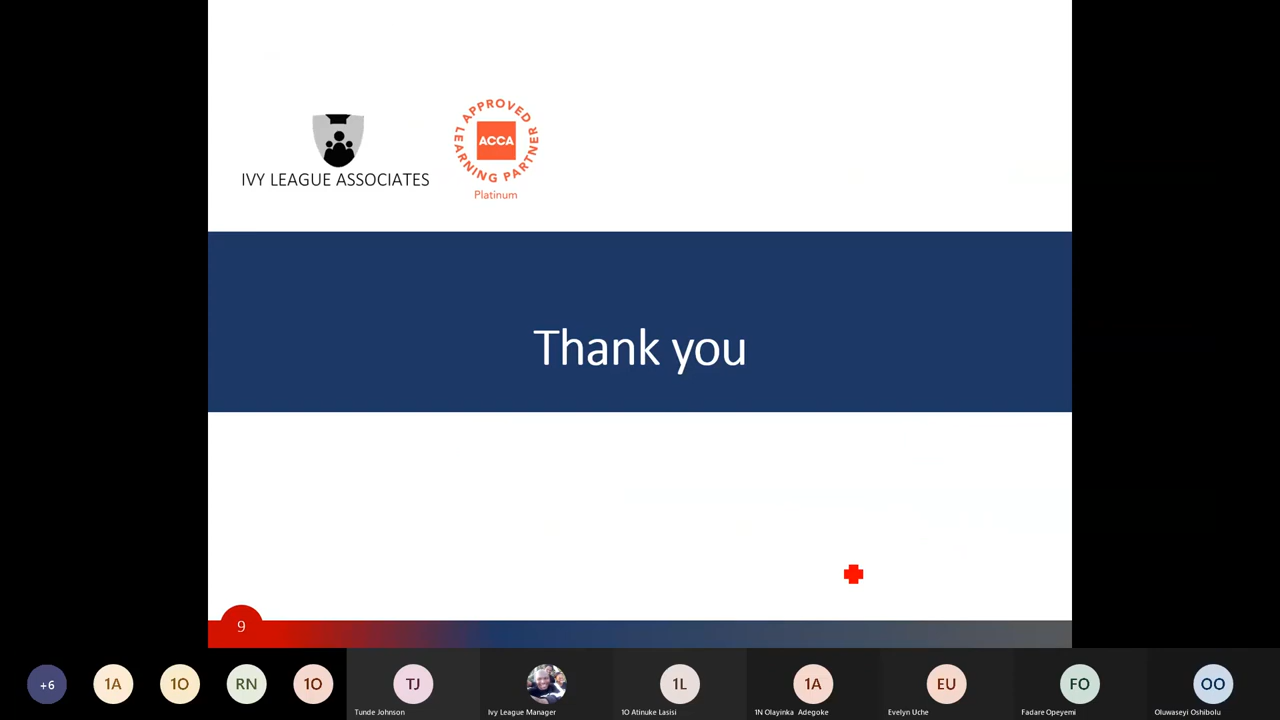 IVY LEAGUE ASSOCIATES
APPROVED
LEARNING PARTNER
ACCA
Platinum
Thank you
9
+6
1A
1O
RN
1O
TJ
1L
1A
EU
FO
OO
Tunde Johnson
Ivy League Manager
1O Atinuke Lasisi
1N Olayinka Adegoke
Evelyn Uche
Fadare Opeyemi
Oluwaseyi Oshibolu